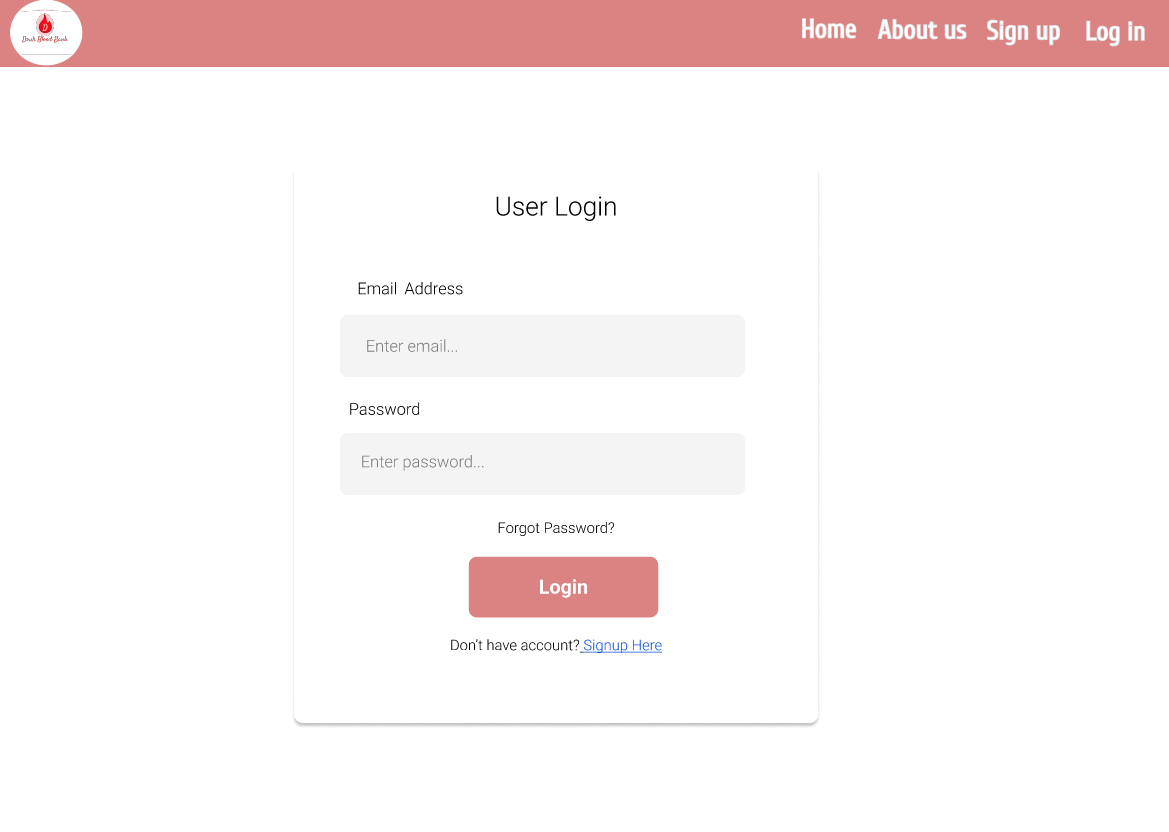 D
Blood Bank
Home About us Sign up Log in
User Login
Email Address
Enter email...
Password
Enter password...
Forgot Password?
Login
Don't have account? Signup Here